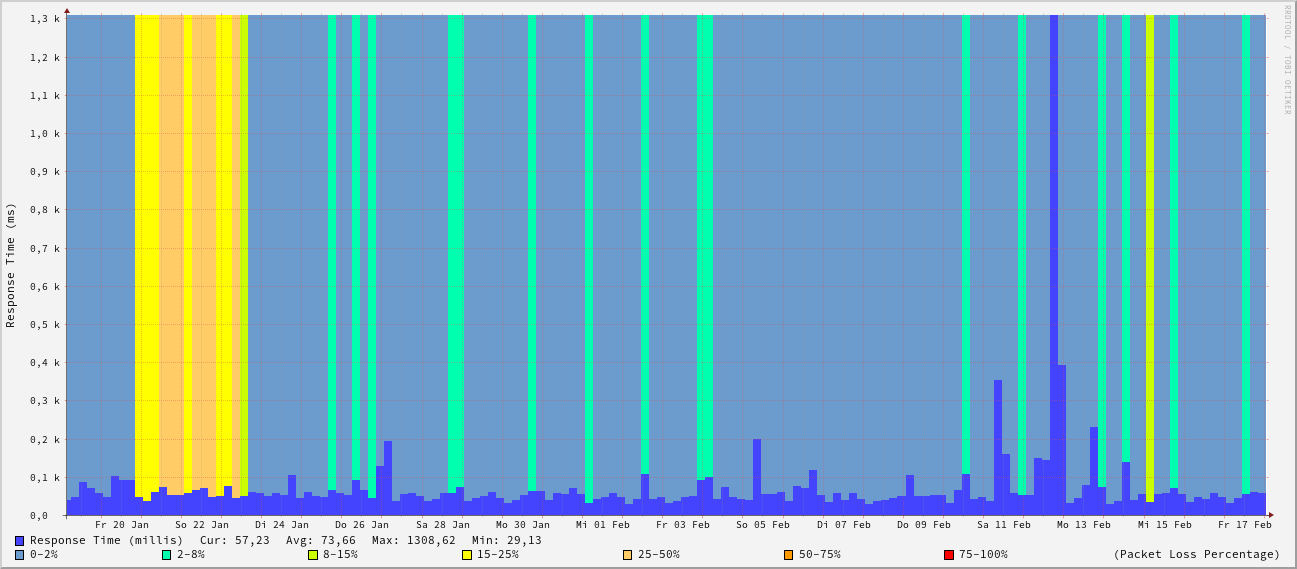 RRDTOOL / TOBI OETIKER
Response Time (ms)
1,3 k
1,2 k
1,1 k
1,0 k
0,9 k
0,8 k
0,7 k
0,6 k
0,5 k
0,4 k
0,3 k
0,2 k
0,1 k
0,0
Fr 20 Jan So 22 Jan Di 24 Jan Do 26 Jan Sa 28 Jan Mo 30 Jan Mi 01 Feb Fr 03 Feb So 05 Feb Di 07 Feb Do 09 Feb Sa 11 Feb Mo 13 Feb Mi 15 Feb Fr 17 Feb
Response Time (millis) Cur: 57,23 Avg: 73,66 Max: 1308,62 Min: 29,13
0-2% 2-8% 8-15% 15-25% 25-50% 50-75% 75-100% (Packet Loss Percentage)